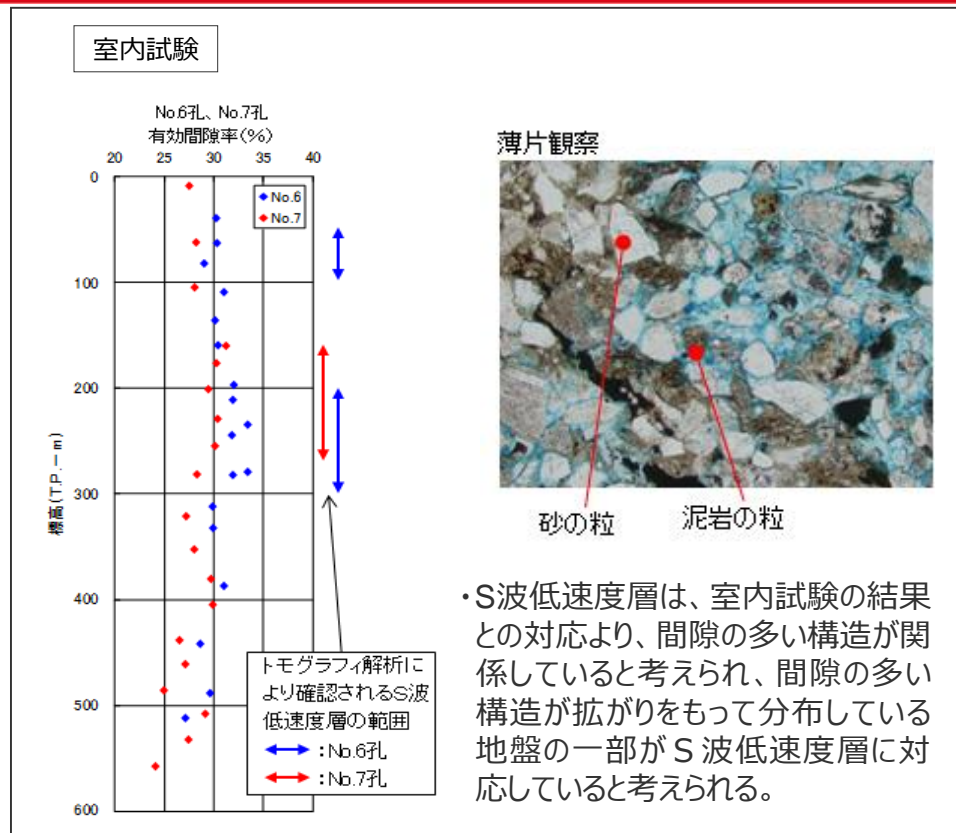 室内試験
No.6孔、No.7孔
有効間隙率(%)
20 25 30 35 40
0
100
200
300
400
500
600
標高(T.P.－m)
No.6
No.7
トモグラフィ解析に
より確認されるS波
低速度層の範囲
：No.6孔
：No.7孔
薄片観察
砂の粒
泥岩の粒
・S波低速度層は、室内試験の結果
との対応より、間隙の多い構造が関
係していると考えられ、間隙の多い
構造が拡がりをもって分布している
地盤の一部がS波低速度層に対
応していると考えられる。